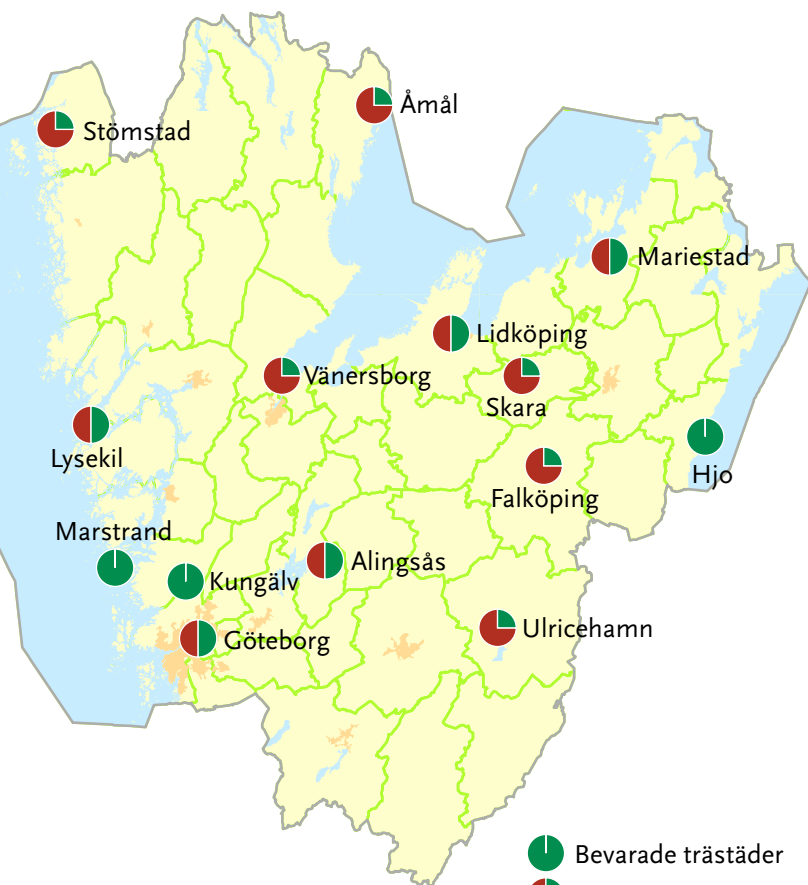 Åmål
Stömstad
Mariestad
Lidköping
Vänersborg
Skara
Lysekil
Hjo
Falköping
Marstrand
Alingsås
Kungälv
Ulricehamn
Göteborg
Bevarade trästäder